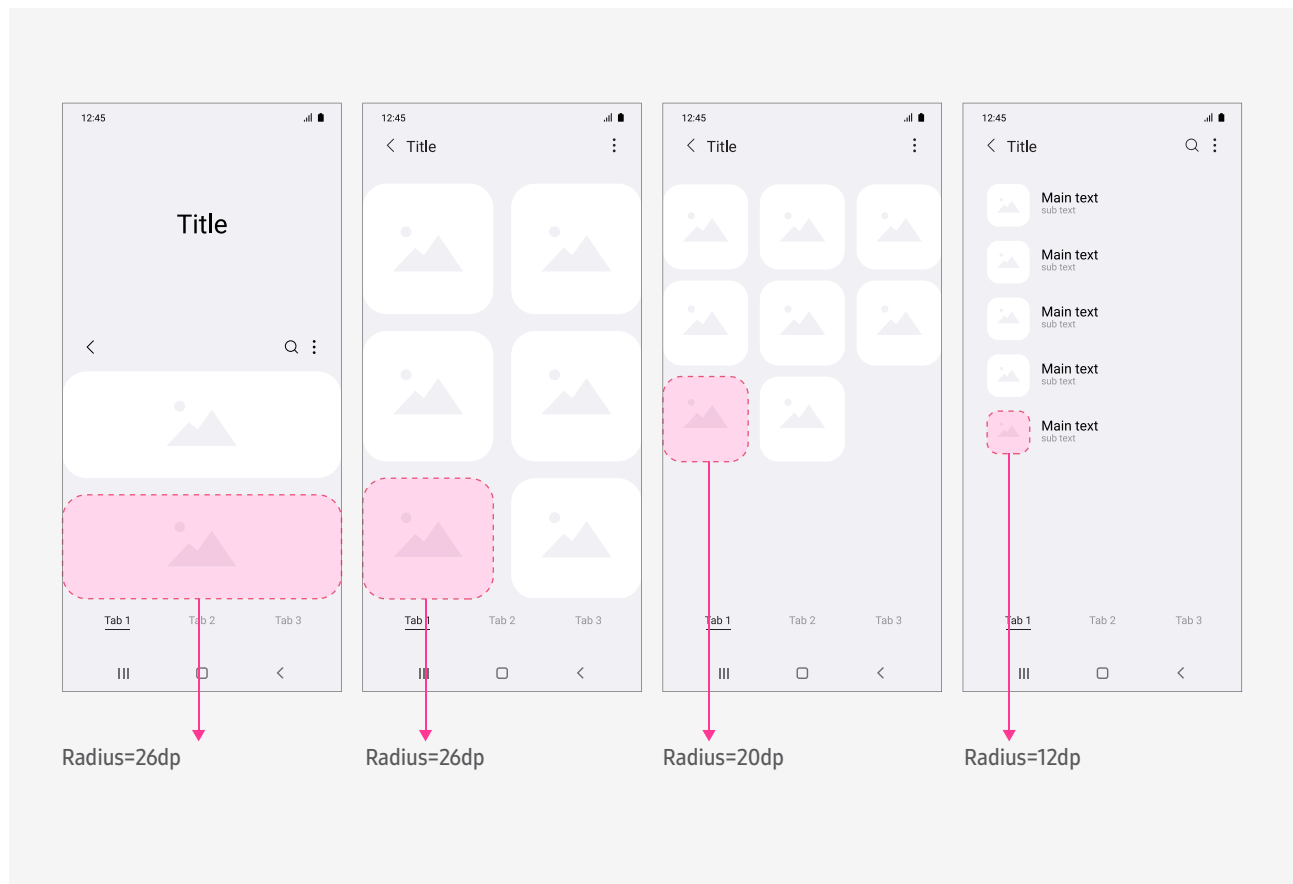 12:45
Title
Tab 1
Tab 2
Tab 3
Radius=26dp
12:45
Title
Tab 1
Tab 2
Tab 3
Radius=26dp
12:45
Title
Tab 1
Tab 2
Tab 3
Radius=20dp
12:45
Title
Main text
sub text
Main text
sub text
Main text
sub text
Main text
sub text
Main text
sub text
Tab 1
Tab 2
Tab 3
Radius=12dp